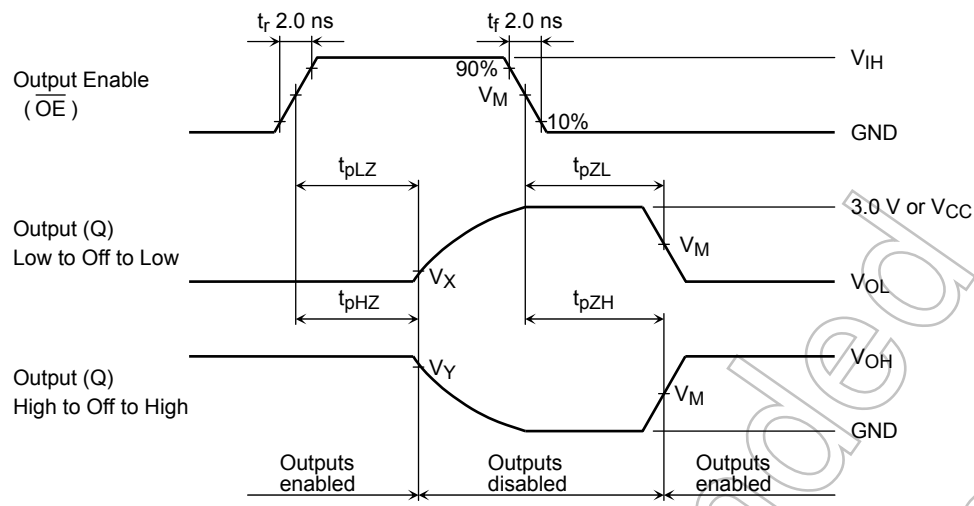 tr 2.0 ns
tf 2.0 ns
Output Enable
( OE )
90%
VM
10%
VIH
GND
tpLZ
tpZL
Output (Q)
Low to Off to Low
VX
VM
3.0 V or VCC
VOL
tpHZ
tpZH
Output (Q)
High to Off to High
VY
VM
VOH
GND
Outputs
enabled
Outputs
disabled
Outputs
enabled